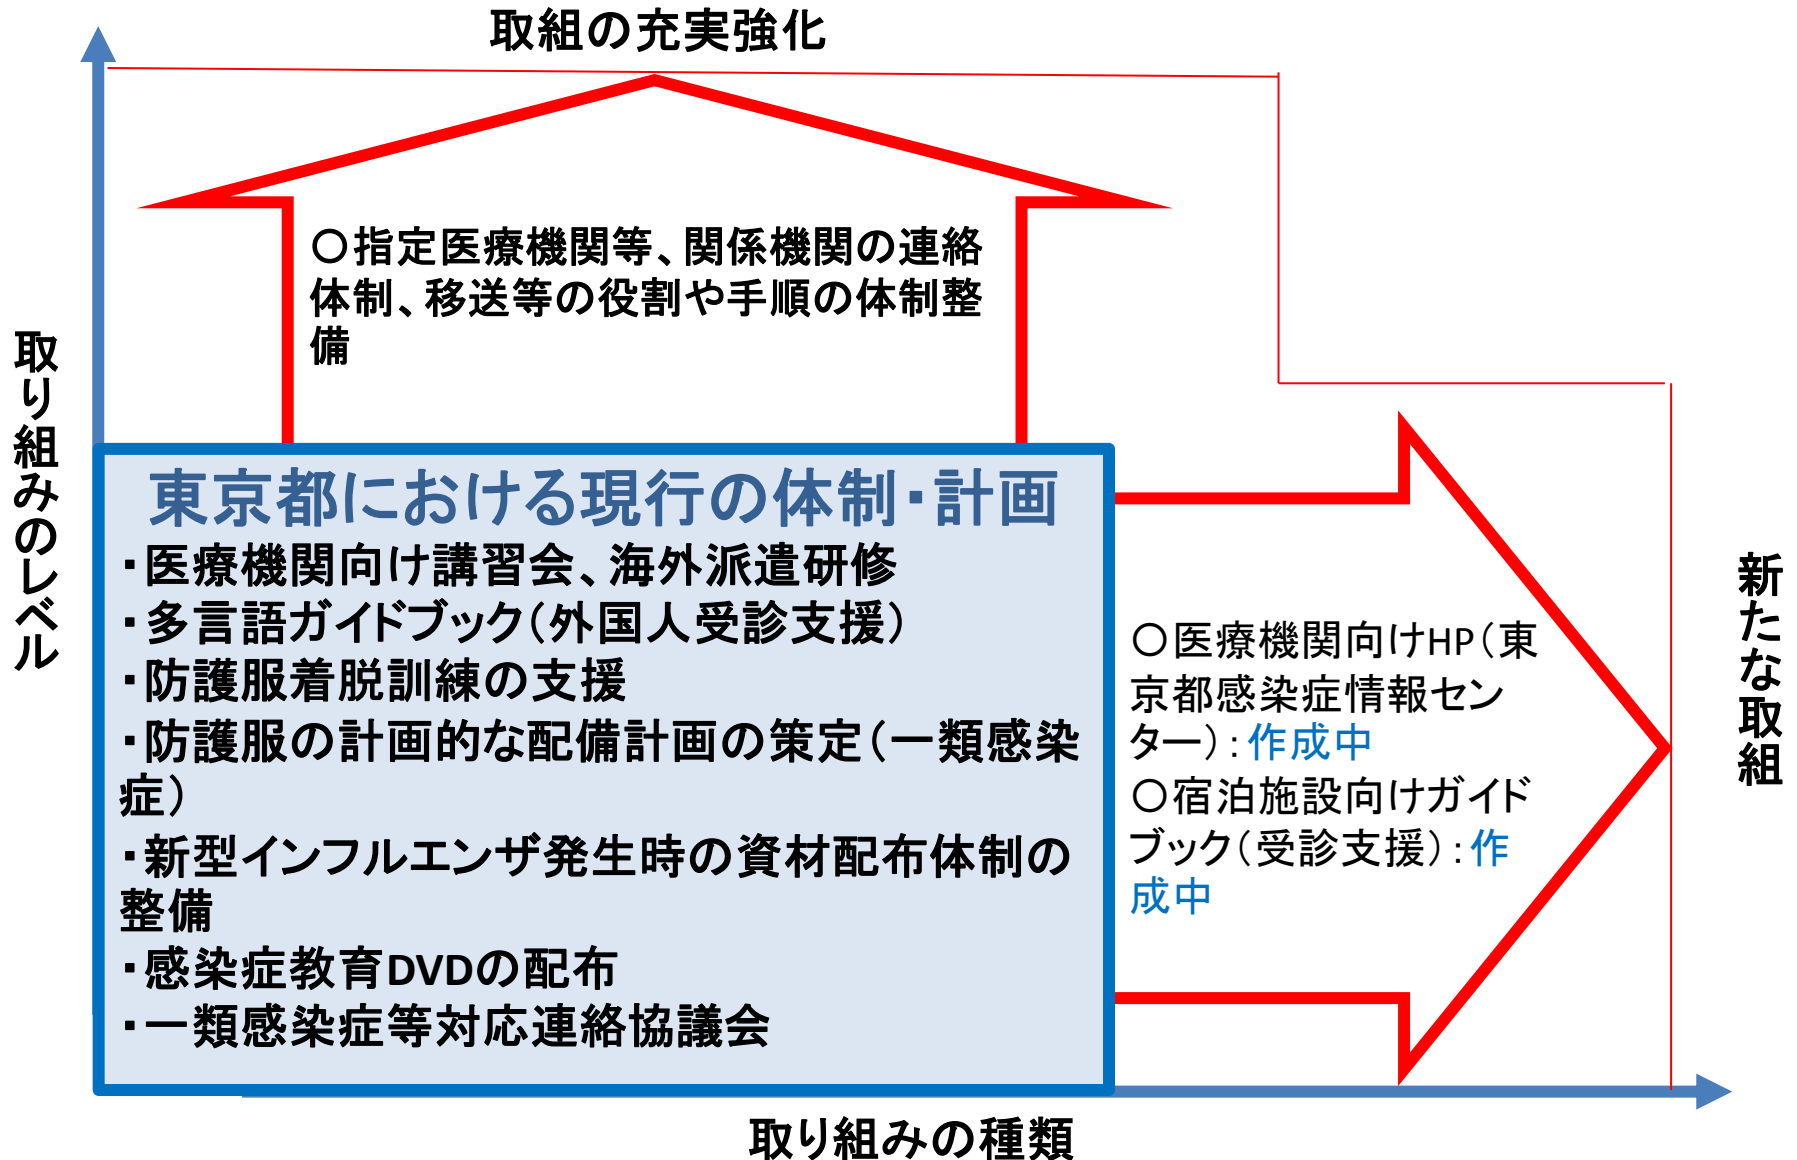 取組の充実強化
○指定医療機関等、関係機関の連絡
体制、移送等の役割や手順の体制整
備
取り組みのレベル
東京都における現行の体制・計画
・医療機関向け講習会、海外派遣研修
・多言語ガイドブック(外国人受診支援)
・防護服着脱訓練の支援
・防護服の計画的な配備計画の策定(一類感染
症)
・新型インフルエンザ発生時の資材配布体制の
整備
・感染症教育DVDの配布
・一類感染症等対応連絡協議会
○医療機関向けHP(東
京都感染症情報セン
ター):作成中
○宿泊施設向けガイド
ブック(受診支援):作
成中
新たな取組
取り組みの種類